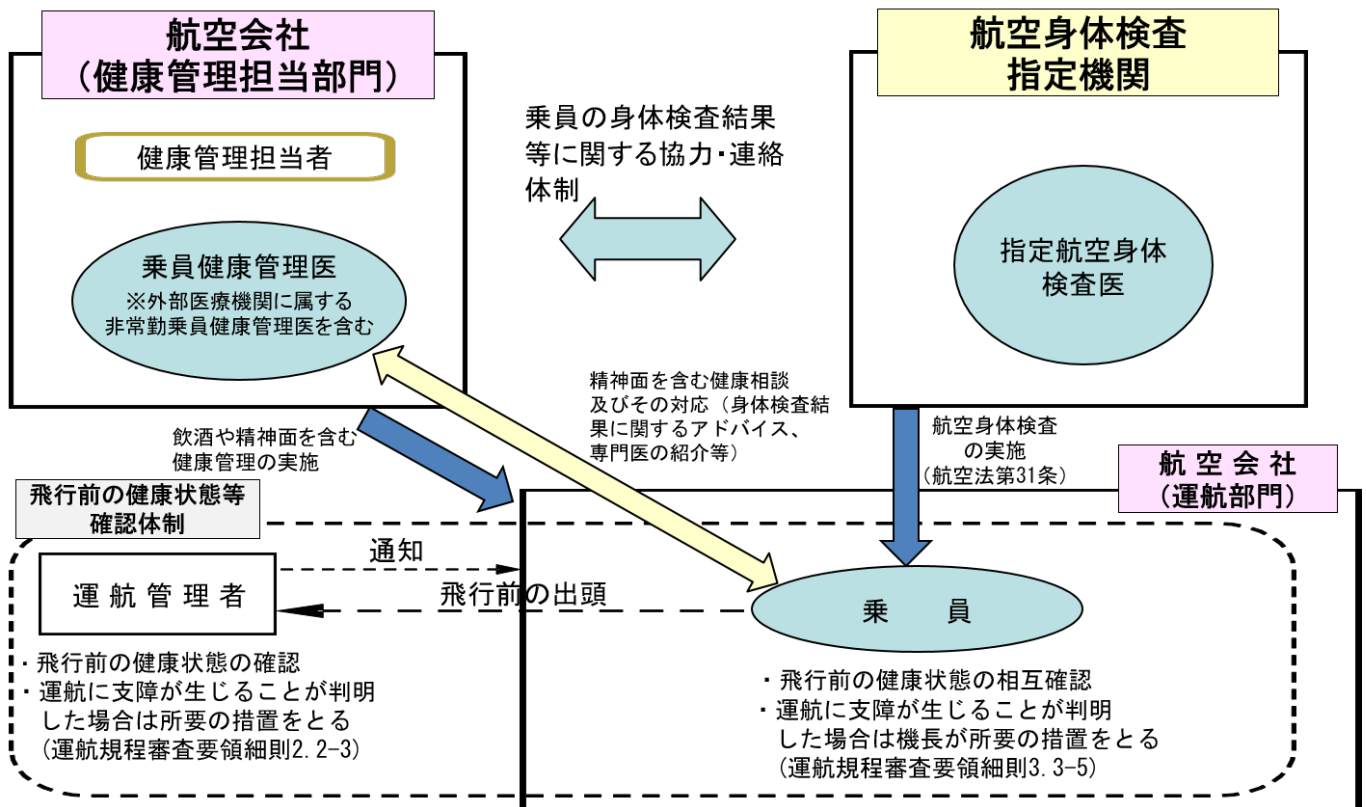 航空会社
（健康管理担当部門）
健康管理担当者
乗員健康管理医
※外部医療機関に属する
非常勤乗員健康管理医を含む
乗員の身体検査結果
等に関する協力・連絡
体制
航空身体検査
指定機関
指定航空身体
検査医
飲酒や精神面を含む
健康管理の実施
精神面を含む健康相談
及びその対応（身体検査結
果に関するアドバイス、
専門医の紹介等）
航空身体検査
の実施
（航空法第31条）
航空会社
（運航部門）
飛行前の健康状態等
確認体制
運航管理者
通知
飛行前の出頭
乗　員
・飛行前の健康状態の確認
・運航に支障が生じることが判明
した場合は所要の措置をとる
（運航規程審査要領細則2.2-3）
・飛行前の健康状態の相互確認
・運航に支障が生じることが判明
した場合は機長が所要の措置をとる
（運航規程審査要領細則3.3-5）